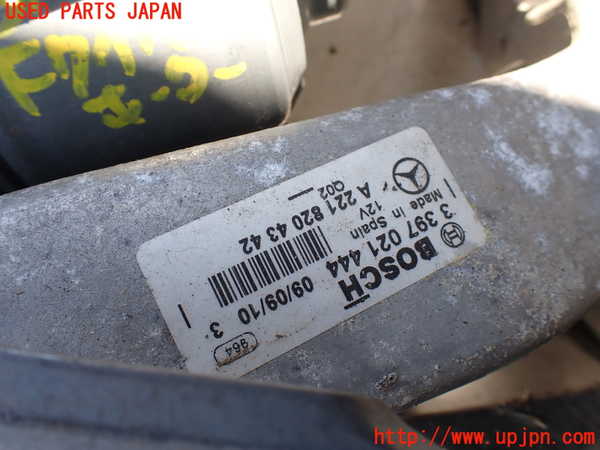 USED PARTS JAPAN
BOSCH
3 397 021 444
Made in Spain
12V
A 221 820 43 42
Q02
09/09/10 3
964
http://www.upjpn.com/